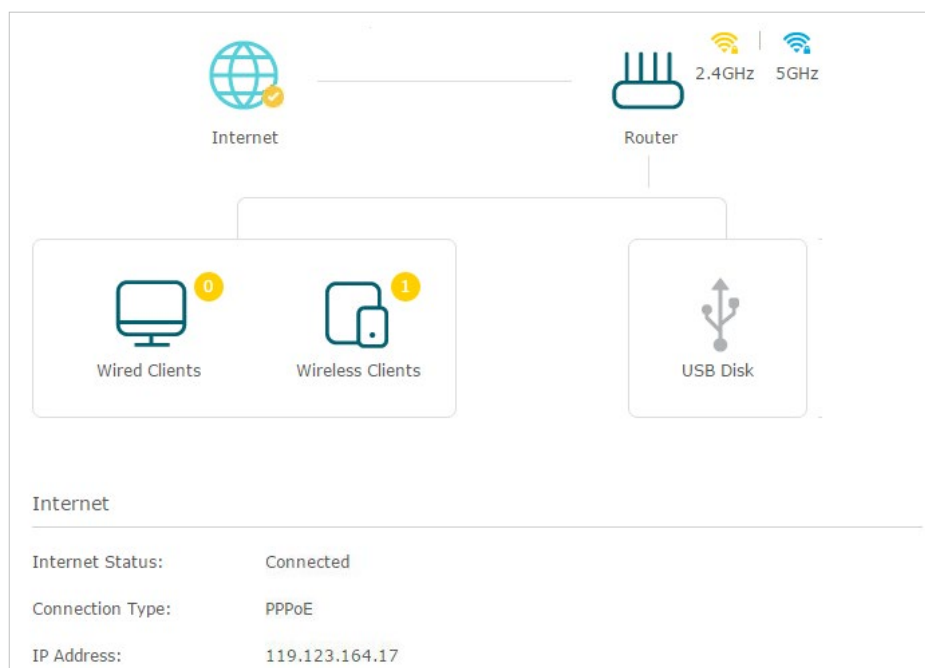 2.4GHz 5GHz
Internet
Router
0
1
Wired Clients
Wireless Clients
USB Disk
Internet
Internet Status: Connected
Connection Type: PPPoE
IP Address: 119.123.164.17